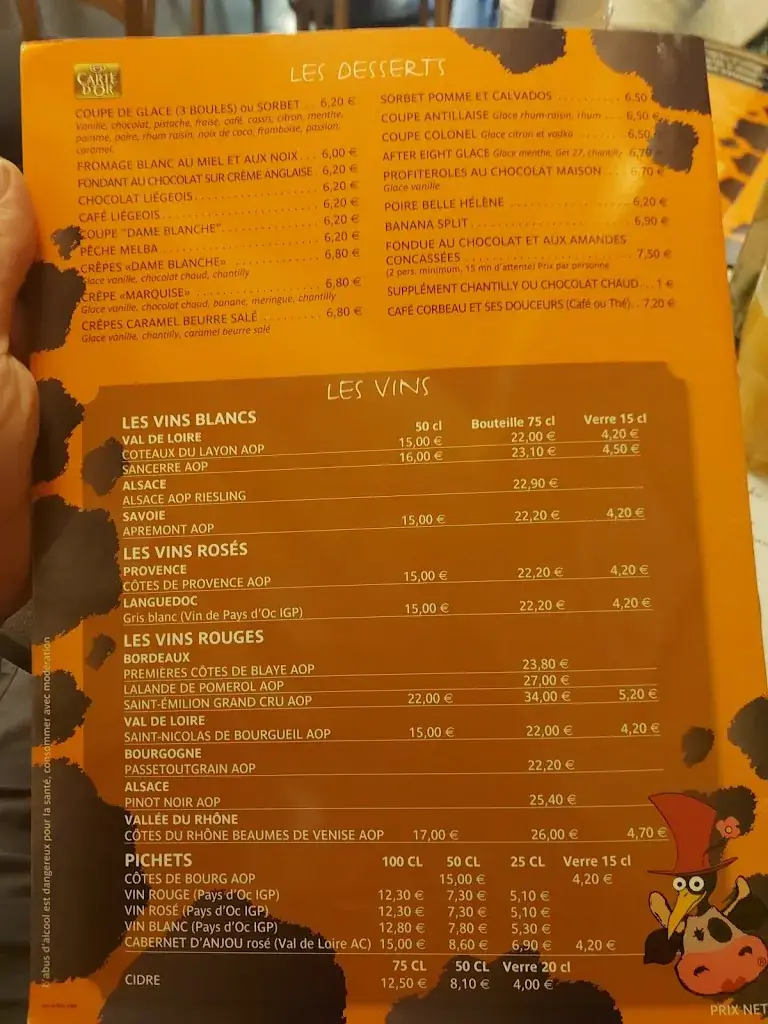 CARTE
D'OR
LES DESSERTS
COUPE DE GLACE (3 BOULES) ou SORBET .. 6,20 €
Vanille, chocolat, pistache, fraise, café, cassis, citron, menthe,
pomme, poire, rhum raisin, noix de coco, framboise, passion,
caramel
FROMAGE BLANC AU MIEL ET AUX NOIX ... 6,00 €
FONDANT AU CHOCOLAT SUR CRÈME ANGLAISE . 6,20 €
CHOCOLAT LIÉGEOIS ... 6,20 €
CAFÉ LIÉGEOIS ... 6,20 €
COUPE "DAME BLANCHE" ... 6,20 €
PÊCHE MELBA ... 6,20 €
CRÊPES «DAME BLANCHE» ... 6,80 €
Glace vanille, chocolat chaud, chantilly
CRÊPE «MARQUISE» ... 6,80 €
Glace vanille, chocolat chaud, banane, meringue, chantilly
CRÊPES CARAMEL BEURRE SALÉ ... 6,80 €
Glace vanille, chantilly, caramel beurre salé
SORBET POMME ET CALVADOS ... 6,50 €
COUPE ANTILLAISE Glace rhum-raisin, rhum ... 6,50 €
COUPE COLONEL Glace citron et vodka ... 6,50
AFTER EIGHT GLACE Glace menthe, Get 27, chantilly . 6,70
PROFITEROLES AU CHOCOLAT MAISON ... 6,70 €
Glace vanille
POIRE BELLE HÉLÈNE ... 6,20 €
BANANA SPLIT ... 6,90 €
FONDUE AU CHOCOLAT ET AUX AMANDES
CONCASSÉES ... 7,50 €
(2 pers. minimum, 15 mn d'attente) Prix par personne
SUPPLÉMENT CHANTILLY OU CHOCOLAT CHAUD ... 1 €
CAFÉ CORBEAU ET SES DOUCEURS (Café ou Thé) .. 7,20 €
LES VINS
LES VINS BLANCS 50 cl Bouteille 75 cl Verre 15 cl
VAL DE LOIRE
COTEAUX DU LAYON AOP 15,00 € 22,00 € 4,20 €
SANCERRE AOP 16,00 € 23,10 € 4,50 €
ALSACE
ALSACE AOP RIESLING 22,90 €
SAVOIE
APREMONT AOP 15,00 € 22,20 € 4,20 €
LES VINS ROSÉS
PROVENCE
CÔTES DE PROVENCE AOP 15,00 € 22,20 € 4,20 €
LANGUEDOC
Gris blanc (Vin de Pays d'Oc IGP) 15,00 € 22,20 € 4,20 €
LES VINS ROUGES
BORDEAUX
PREMIÈRES CÔTES DE BLAYE AOP 23,80 €
LALANDE DE POMEROL AOP 27,00 €
SAINT-ÉMILION GRAND CRU AOP 22,00 € 34,00 € 5,20 €
VAL DE LOIRE
SAINT-NICOLAS DE BOURGUEIL AOP 15,00 € 22,00 € 4,20 €
BOURGOGNE
PASSETOUTGRAIN AOP 22,20 €
ALSACE
PINOT NOIR AOP 25,40 €
VALLÉE DU RHÔNE
CÔTES DU RHÔNE BEAUMES DE VENISE AOP 17,00 € 26,00 € 4,70 €
PICHETS 100 CL 50 CL 25 CL Verre 15 cl
CÔTES DE BOURG AOP 15,00 € 4,20 €
VIN ROUGE (Pays d'Oc IGP) 12,30 € 7,30 € 5,10 €
VIN ROSÉ (Pays d'Oc IGP) 12,30 € 7,30 € 5,10 €
VIN BLANC (Pays d'Oc IGP) 12,80 € 7,80 € 5,30 €
CABERNET D'ANJOU rosé (Val de Loire AC) 15,00 € 8,60 € 6,90 € 4,20 €
75 CL 50 CL Verre 20 cl
CIDRE 12,50 € 8,10 € 4,00 €
L'abus d'alcool est dangereux pour la santé, consommer avec modération
®
PRIX NET